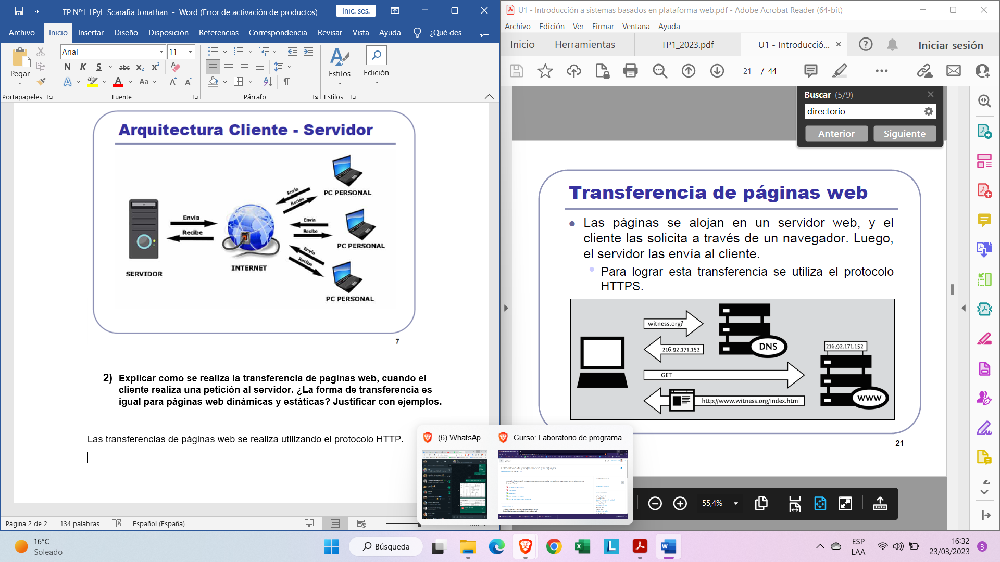 TP Nº1_LPyL_Scarafia Jonathan - Word (Error de activación de productos)
Inic. ses.
Archivo Inicio Insertar Diseño Disposición Referencias Correspondencia Revisar Vista Ayuda ¿Qué des
Pegar
Portapapeles
Arial 11
N K S abc x₂ x²
A ab A Aa A A
Fuente
Párrafo
Estilos
Estilos
Edición
Arquitectura Cliente - Servidor
SERVIDOR
Envia
Recibe
INTERNET
Envia
Recibe
PC PERSONAL
Envia
Recibe
PC PERSONAL
Envia
Recibe
PC PERSONAL
7
2) Explicar como se realiza la transferencia de paginas web, cuando el
cliente realiza una petición al servidor. ¿La forma de transferencia es
igual para páginas web dinámicas y estáticas? Justificar con ejemplos.
Las transferencias de páginas web se realiza utilizando el protocolo HTTP.
Página 2 de 2 134 palabras Español (España)
U1 - Introducción a sistemas basados en plataforma web.pdf - Adobe Acrobat Reader (64-bit)
Archivo Edición Ver Firmar Ventana Ayuda
Inicio Herramientas TP1_2023.pdf U1 - Introducció... Iniciar sesión
21 / 44
Buscar (5/9)
directorio
Anterior Siguiente
Transferencia de páginas web
Las páginas se alojan en un servidor web, y el
cliente las solicita a través de un navegador. Luego,
el servidor las envía al cliente.
Para lograr esta transferencia se utiliza el protocolo
HTTPS.
witness.org?
216.92.171.152
DNS
216.92.171.152
GET
http://www.witness.org/index.html
WWW
21
55,4%
(6) WhatsAp... Curso: Laboratorio de programa...
Laboratorio de programación y lenguajes
16°C
Soleado
Búsqueda
ESP
LAA
16:32
23/03/2023
3